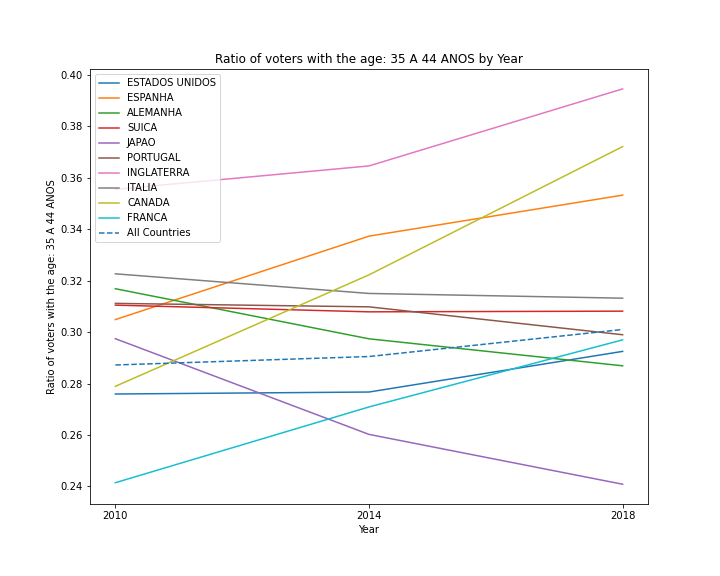 Ratio of voters with the age: 35 A 44 ANOS by Year
Ratio of voters with the age: 35 A 44 ANOS
0.40
0.38
0.36
0.34
0.32
0.30
0.28
0.26
0.24
ESTADOS UNIDOS
ESPANHA
ALEMANHA
SUICA
JAPAO
PORTUGAL
INGLATERRA
ITALIA
CANADA
FRANCA
All Countries
2010 2014 2018
Year